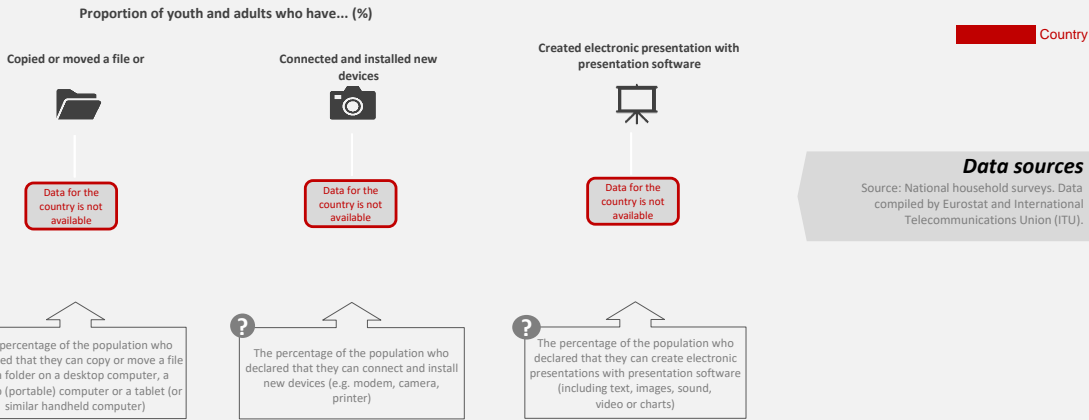 Proportion of youth and adults who have... (%)
Country
Copied or moved a file or
Connected and installed new
devices
Created electronic presentation with
presentation software
Data for the
country is not
available
Data for the
country is not
available
Data for the
country is not
available
Data sources
Source: National household surveys. Data
compiled by Eurostat and International
Telecommunications Union (ITU).
percentage of the population who
ed that they can copy or move a file
folder on a desktop computer, a
(portable) computer or a tablet (or
similar handheld computer)
?
The percentage of the population who
declared that they can connect and install
new devices (e.g. modem, camera,
printer)
?
The percentage of the population who
declared that they can create electronic
presentations with presentation software
(including text, images, sound,
video or charts)